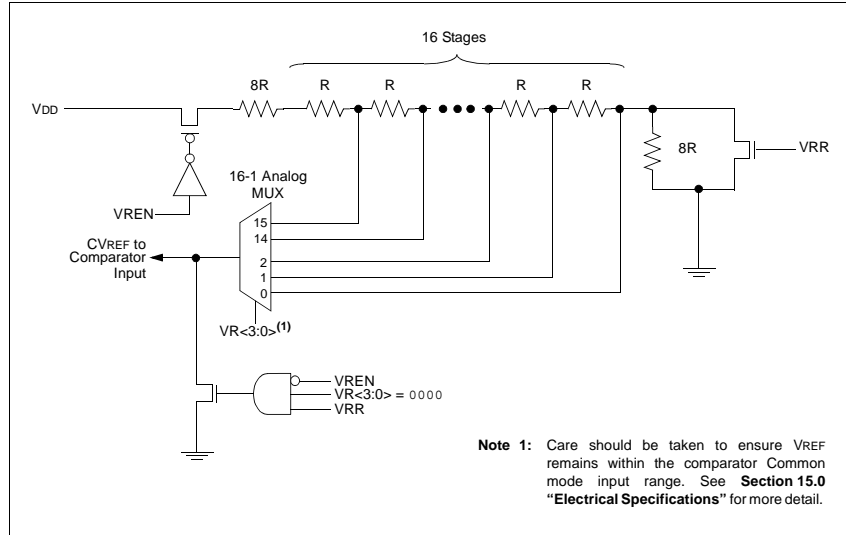 16 Stages
8R R R R R
VDD
8R
VRR
16-1 Analog
MUX
VREN
15
14
CVREF to
Comparator
Input
2
1
0
VR<3:0>(1)
VREN
VR<3:0> = 0000
VRR
Note 1: Care should be taken to ensure VREF
remains within the comparator Common
mode input range. See Section 15.0
“Electrical Specifications” for more detail.